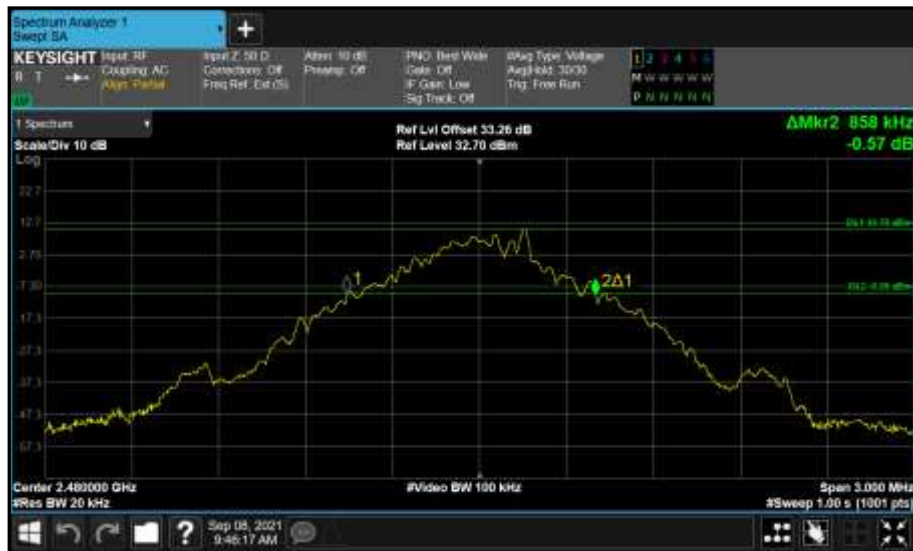 Spectrum Analyzer 1
Swept SA
+
KEYSIGHT
R T
Input: RF
Coupling: AC
Align: Partial
Input Z: 50 Ω
Corrections: Off
Freq Ref: Ext (S)
Atten: 10 dB
Preamp: Off
PNO: Best Wide
Gate: Off
IF Gain: Low
Sig Track: Off
#Avg Type: Voltage
Avg|Hold: 30/30
Trig: Free Run
1 2 3 4 5 6
M W W W W W
P N N N N N
1 Spectrum
Scale/Div 10 dB
Log
Ref Lvl Offset 33.26 dB
Ref Level 32.70 dBm
ΔMkr2 858 kHz
-0.57 dB
22.7
12.7
2.70
-7.30
-17.3
-27.3
-37.3
-47.3
-57.3
1
2Δ1
Center 2.480000 GHz
#Res BW 20 kHz
#Video BW 100 kHz
Span 3.000 MHz
#Sweep 1.00 s (1001 pts)
?
Sep 08, 2021
9:46:17 AM